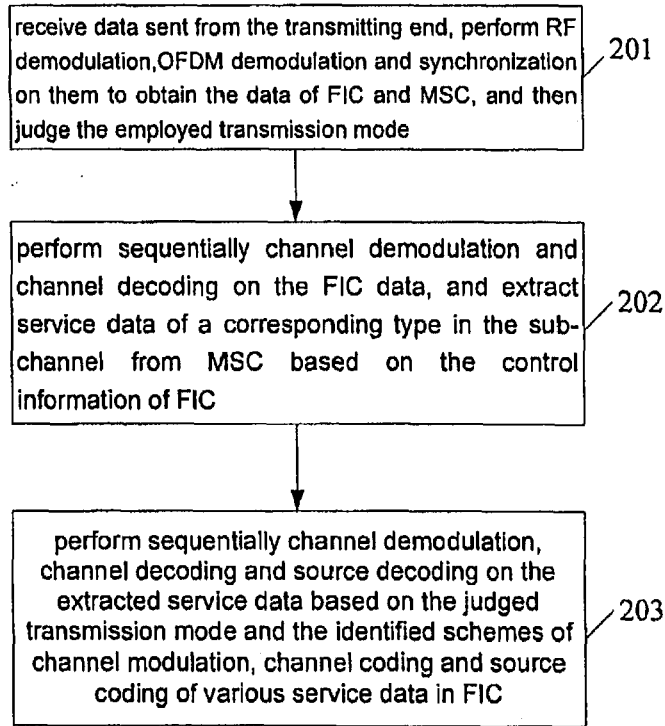 receive data sent from the transmitting end, perform RF
demodulation,OFDM demodulation and synchronization
on them to obtain the data of FIC and MSC, and then
judge the employed transmission mode
201
perform sequentially channel demodulation and
channel decoding on the FIC data, and extract
service data of a corresponding type in the sub-
channel from MSC based on the control
information of FIC
202
perform sequentially channel demodulation,
channel decoding and source decoding on the
extracted service data based on the judged
transmission mode and the identified schemes of
channel modulation, channel coding and source
coding of various service data in FIC
203